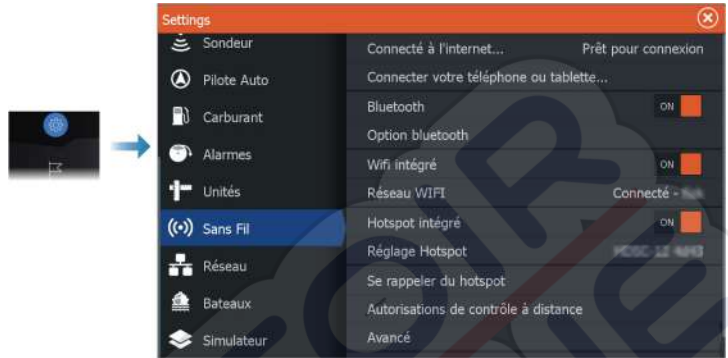 Settings
Sondeur
Pilote Auto
Carburant
Alarmes
Unités
Sans Fil
Réseau
Bateaux
Simulateur
Connecté à l'internet... Prêt pour connexion
Connecter votre téléphone ou tablette...
Bluetooth ON
Option bluetooth
Wifi intégré ON
Réseau WIFI Connecté -
Hotspot intégré ON
Réglage Hotspot
Se rappeler du hotspot
Autorisations de contrôle à distance
Avancé